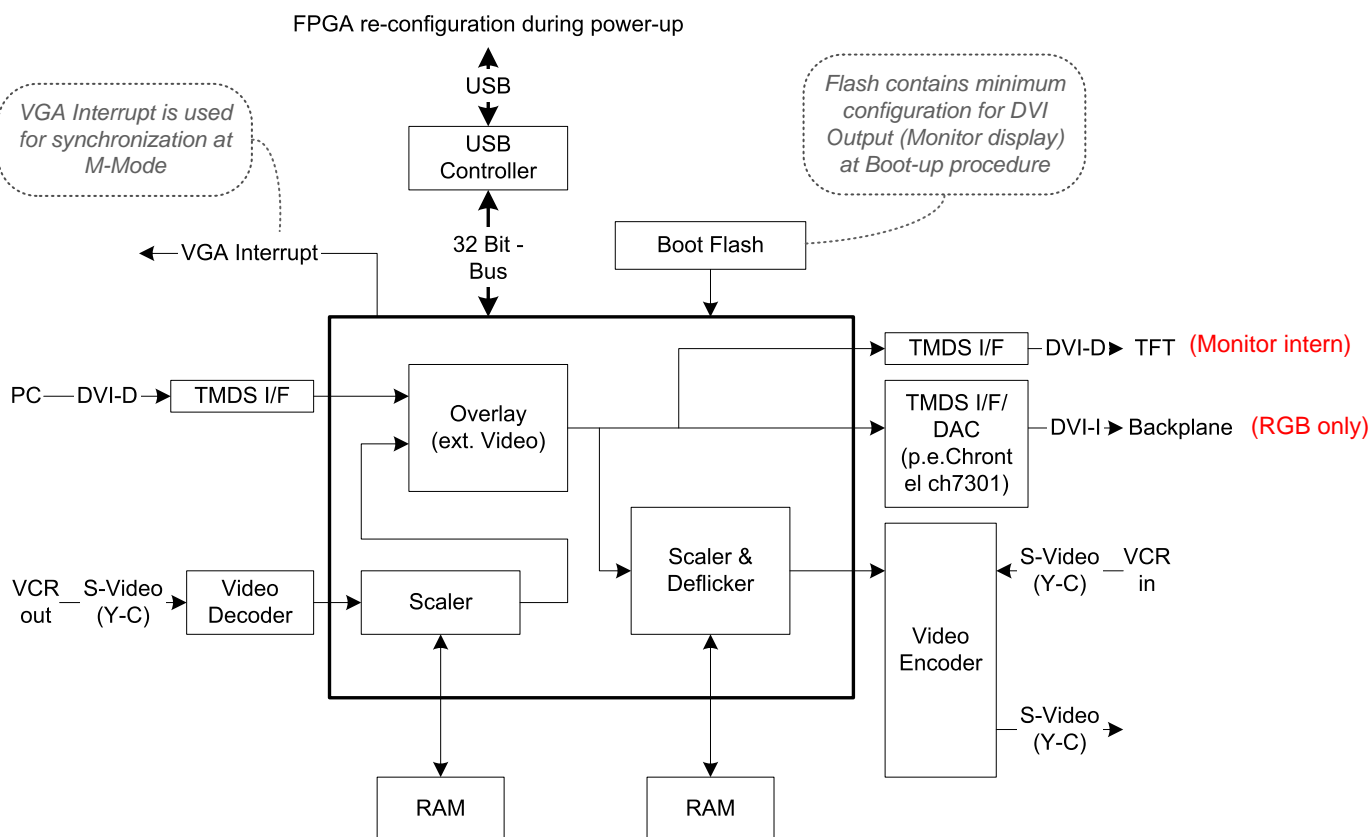 FPGA re-configuration during power-up
USB
USB
Controller
VGA Interrupt is used
for synchronization at
M-Mode
Flash contains minimum
configuration for DVI
Output (Monitor display)
at Boot-up procedure
VGA Interrupt
32 Bit -
Bus
Boot Flash
PC
DVI-D
TMDS I/F
Overlay
(ext. Video)
TMDS I/F
DVI-D
TFT
(Monitor intern)
TMDS I/F/
DAC
(p.e.Chront
el ch7301)
DVI-I
Backplane
(RGB only)
VCR
out
S-Video
(Y-C)
Video
Decoder
Scaler
Scaler &
Deflicker
Video
Encoder
S-Video
(Y-C)
VCR
in
S-Video
(Y-C)
RAM
RAM